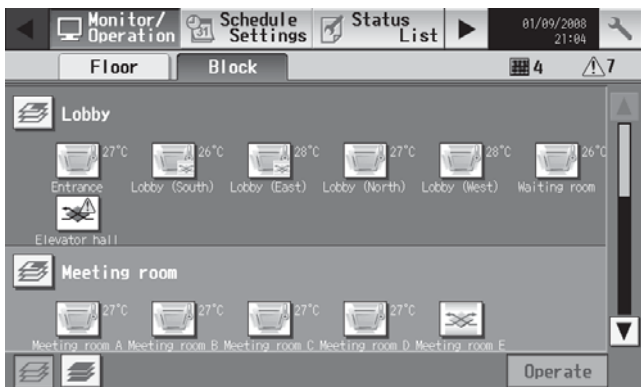 Monitor/ Operation Schedule Settings Status List 01/09/2008 21:04
Floor Block 4 7
Lobby
27°C 26°C 28°C 27°C 28°C 26°C
Entrance Lobby (South) Lobby (East) Lobby (North) Lobby (West) Waiting room
Elevator hall
Meeting room
27°C 27°C 27°C 27°C
Meeting room A Meeting room B Meeting room C Meeting room D Meeting room E
Operate